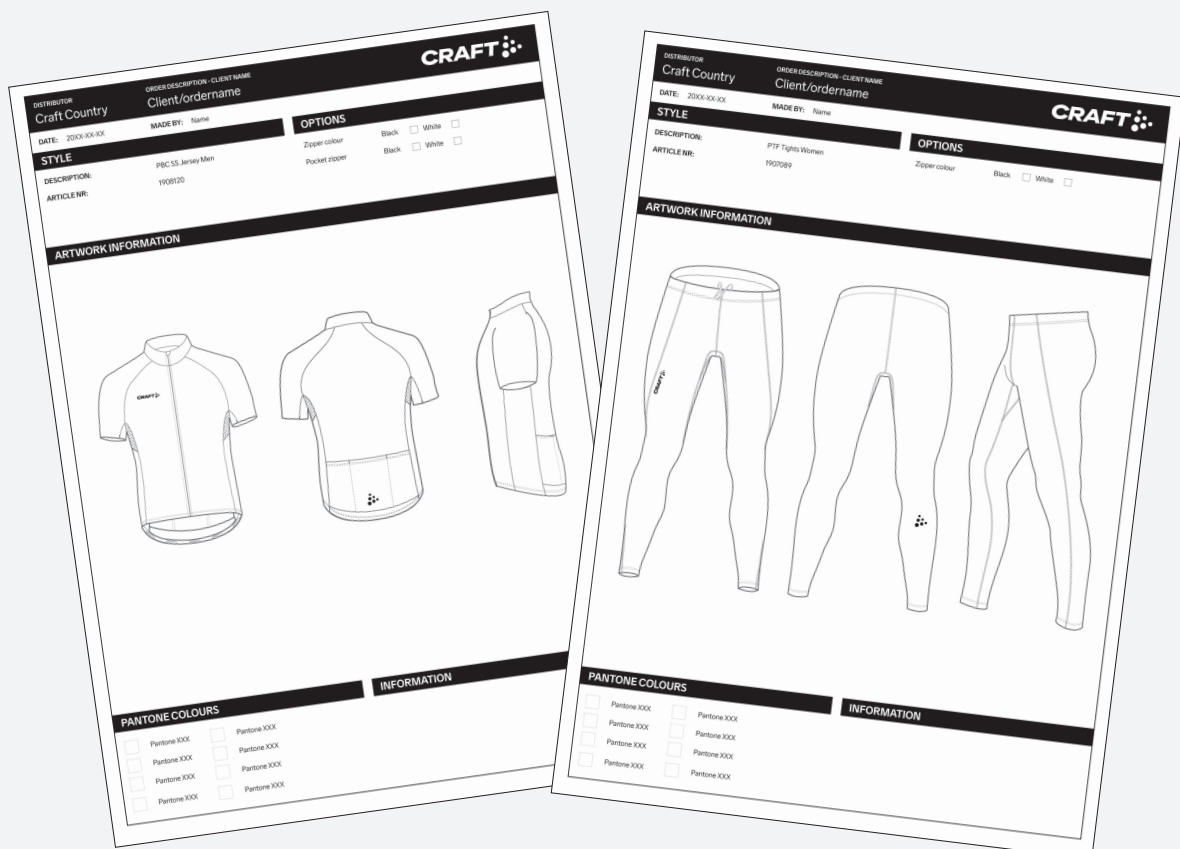 DISTRIBUTOR
Craft Country
ORDER DESCRIPTION - CLIENT NAME
Client/ordername
CRAFT
DATE: 20XX-XX-XX
MADE BY: Name
STYLE
DESCRIPTION: PBC SS Jersey Men
ARTICLE NR: 1908120
OPTIONS
Zipper colour Black White
Pocket zipper Black White
ARTWORK INFORMATION
CRAFT
PANTONE COLOURS
Pantone XXX Pantone XXX
Pantone XXX Pantone XXX
Pantone XXX Pantone XXX
Pantone XXX Pantone XXX
INFORMATION
DISTRIBUTOR
Craft Country
ORDER DESCRIPTION - CLIENT NAME
Client/ordername
CRAFT
DATE: 20XX-XX-XX
MADE BY: Name
STYLE
DESCRIPTION: PTF Tights Women
ARTICLE NR: 1907089
OPTIONS
Zipper colour Black White
ARTWORK INFORMATION
CRAFT
PANTONE COLOURS
Pantone XXX Pantone XXX
Pantone XXX Pantone XXX
Pantone XXX Pantone XXX
Pantone XXX Pantone XXX
INFORMATION